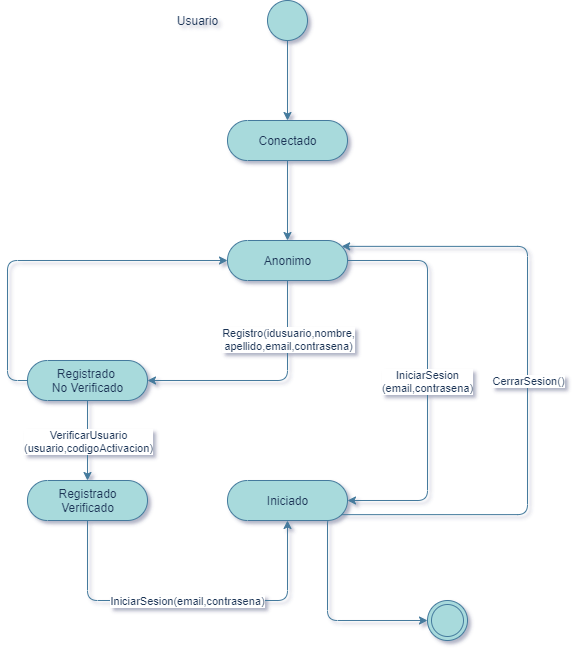 Usuario
Conectado
Anonimo
Registro(idusuario,nombre,
apellido,email,contrasena)
Registrado
No Verificado
IniciarSesion
(email,contrasena)
CerrarSesion()
VerificarUsuario
(usuario,codigoActivacion)
Registrado
Verificado
Iniciado
IniciarSesion(email,contrasena)